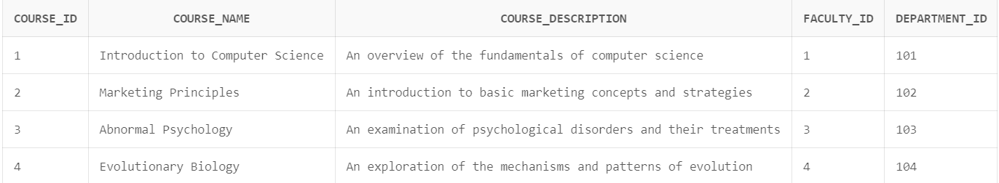 COURSE_ID COURSE_NAME COURSE_DESCRIPTION FACULTY_ID DEPARTMENT_ID
1 Introduction to Computer Science An overview of the fundamentals of computer science 1 101
2 Marketing Principles An introduction to basic marketing concepts and strategies 2 102
3 Abnormal Psychology An examination of psychological disorders and their treatments 3 103
4 Evolutionary Biology An exploration of the mechanisms and patterns of evolution 4 104